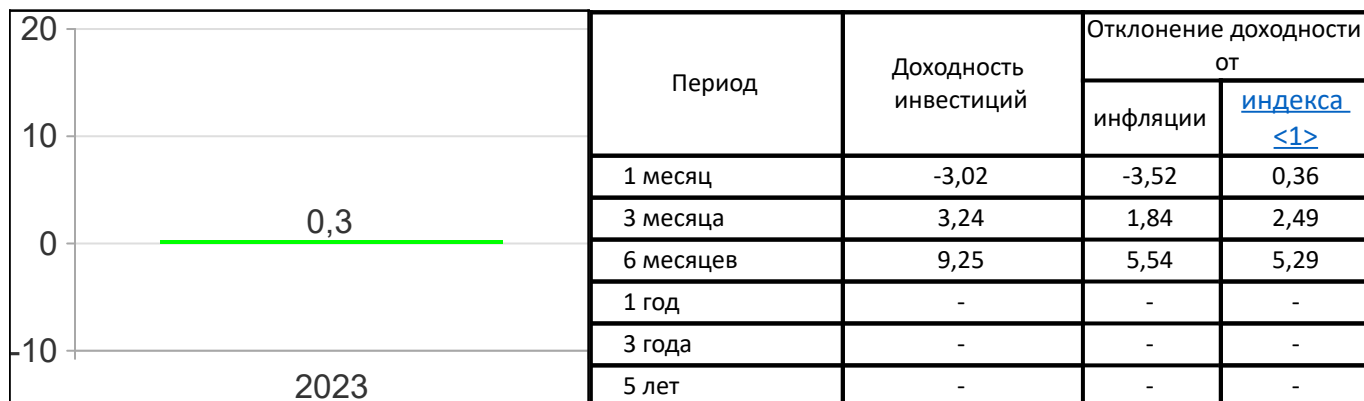 20
10
0
-10
0,3
2023
Период
Доходность
инвестиций
Отклонение доходности
от
инфляции
индекса
<1>
1 месяц -3,02 -3,52 0,36
3 месяца 3,24 1,84 2,49
6 месяцев 9,25 5,54 5,29
1 год - - -
3 года - - -
5 лет - - -